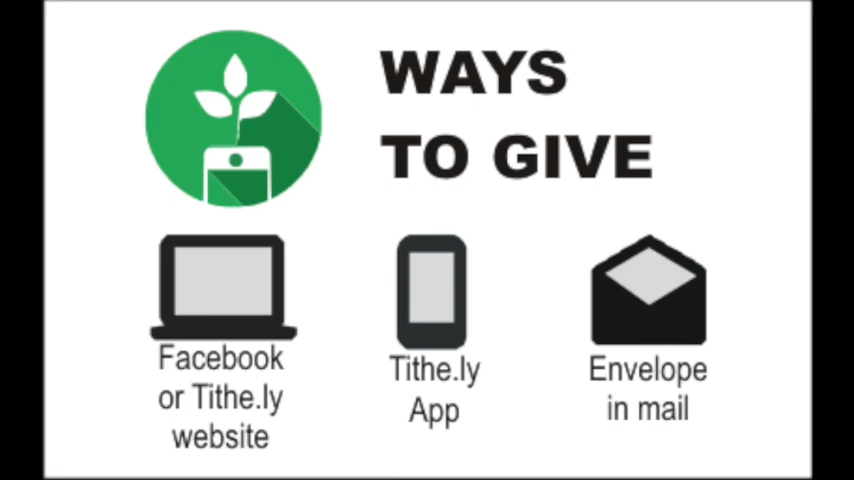 WAYS
TO GIVE
Facebook
or Tithe.ly
website
Tithe.ly
App
Envelope
in mail